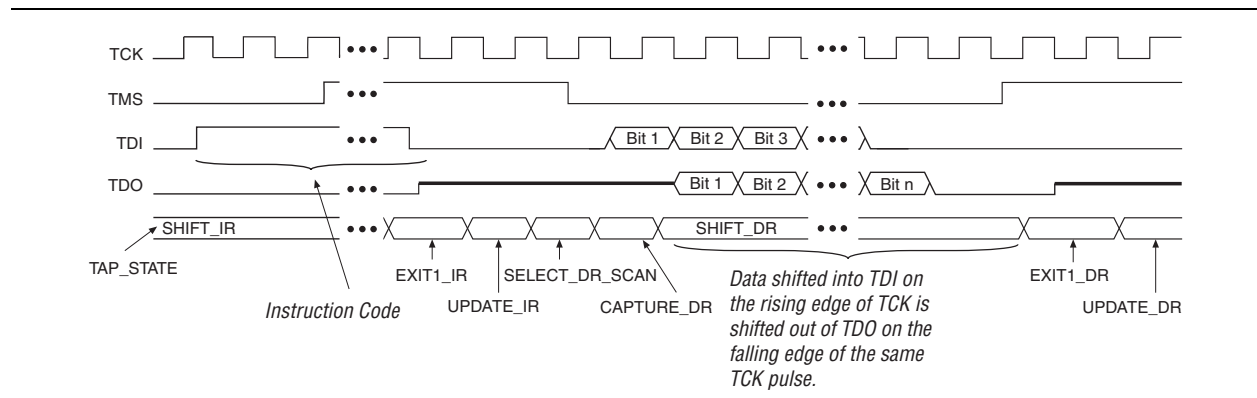 TCK
TMS
TDI
Bit 1 Bit 2 Bit 3
TDO
Bit 1 Bit 2 Bit n
SHIFT_IR SHIFT_DR
TAP_STATE
EXIT1_IR SELECT_DR_SCAN EXIT1_DR
UPDATE_IR CAPTURE_DR UPDATE_DR
Instruction Code
Data shifted into TDI on
the rising edge of TCK is
shifted out of TDO on the
falling edge of the same
TCK pulse.